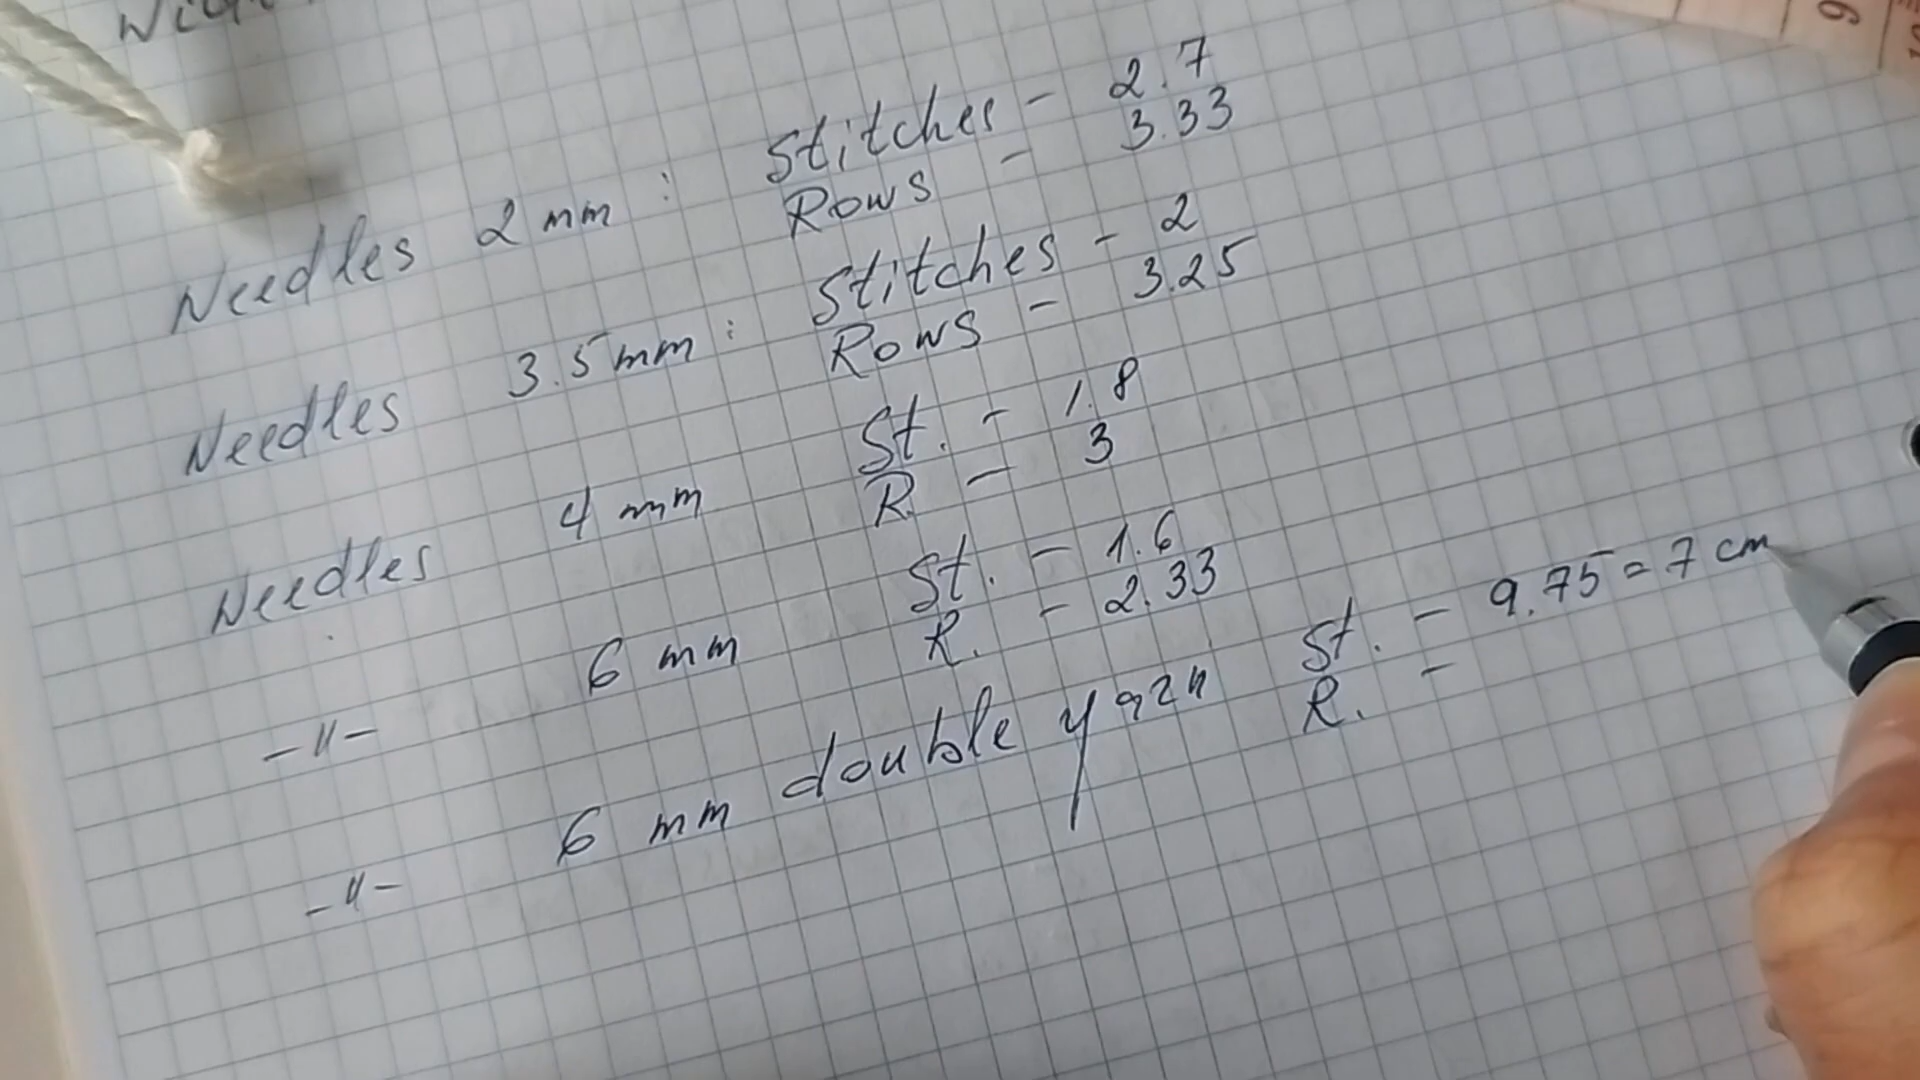 Needles 2 mm : Stitches - 2.7
Rows - 3.33
Needles 3.5 mm : Stitches - 2
Rows - 3.25
Needles 4 mm St. - 1.8
R. - 3
-"- 6 mm St. - 1.6
R. - 2.33
-"- 6 mm double yarn St. - 9.75 = 7 cm
R. -
9